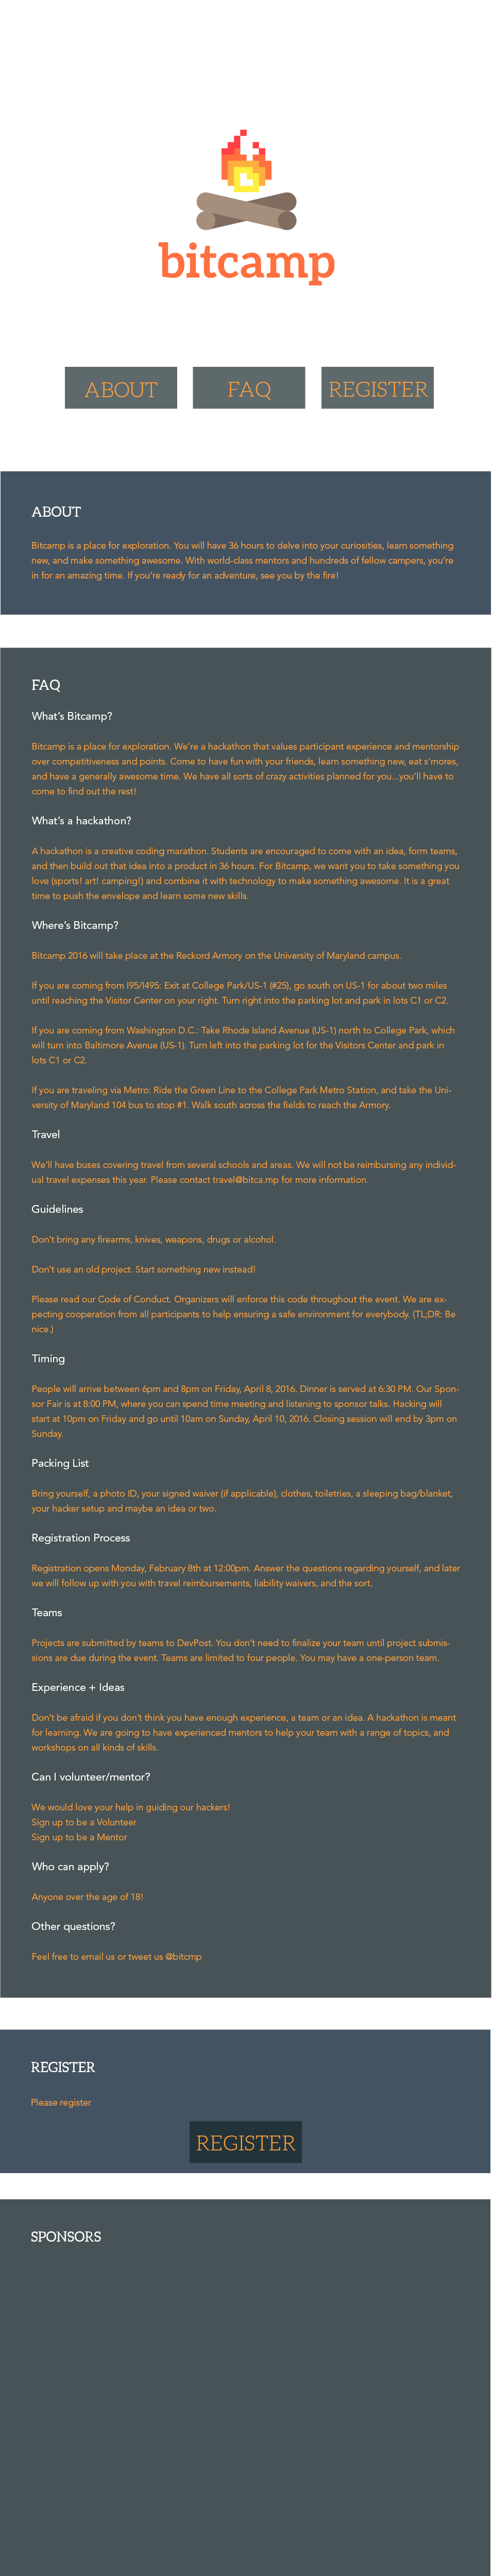 bitcamp
ABOUT FAQ REGISTER
ABOUT
Bitcamp is a place for exploration. You will have 36 hours to delve into your curiosities, learn something
new, and make something awesome. With world-class mentors and hundreds of fellow campers, you're
in for an amazing time. If you're ready for an adventure, see you by the fire!
FAQ
What's Bitcamp?
Bitcamp is a place for exploration. We're a hackathon that values participant experience and mentorship
over competitiveness and points. Come to have fun with your friends, learn something new, eat s'mores,
and have a generally awesome time. We have all sorts of crazy activities planned for you...you'll have to
come to find out the rest!
What's a hackathon?
A hackathon is a creative coding marathon. Students are encouraged to come with an idea, form teams,
and then build out that idea into a product in 36 hours. For Bitcamp, we want you to take something you
love (sports! art! camping!) and combine it with technology to make something awesome. It is a great
time to push the envelope and learn some new skills.
Where's Bitcamp?
Bitcamp 2016 will take place at the Reckord Armory on the University of Maryland campus.
If you are coming from I95/I495: Exit at College Park/US-1 (#25), go south on US-1 for about two miles
until reaching the Visitor Center on your right. Turn right into the parking lot and park in lots C1 or C2.
If you are coming from Washington D.C.: Take Rhode Island Avenue (US-1) north to College Park, which
will turn into Baltimore Avenue (US-1). Turn left into the parking lot for the Visitors Center and park in
lots C1 or C2.
If you are traveling via Metro: Ride the Green Line to the College Park Metro Station, and take the Uni-
versity of Maryland 104 bus to stop #1. Walk south across the fields to reach the Armory.
Travel
We'll have buses covering travel from several schools and areas. We will not be reimbursing any individ-
ual travel expenses this year. Please contact travel@bitca.mp for more information.
Guidelines
Don't bring any firearms, knives, weapons, drugs or alcohol.
Don't use an old project. Start something new instead!
Please read our Code of Conduct. Organizers will enforce this code throughout the event. We are ex-
pecting cooperation from all participants to help ensuring a safe environment for everybody. (TL;DR: Be
nice.)
Timing
People will arrive between 6pm and 8pm on Friday, April 8, 2016. Dinner is served at 6:30 PM. Our Spon-
sor Fair is at 8:00 PM, where you can spend time meeting and listening to sponsor talks. Hacking will
start at 10pm on Friday and go until 10am on Sunday, April 10, 2016. Closing session will end by 3pm on
Sunday.
Packing List
Bring yourself, a photo ID, your signed waiver (if applicable), clothes, toiletries, a sleeping bag/blanket,
your hacker setup and maybe an idea or two.
Registration Process
Registration opens Monday, February 8th at 12:00pm. Answer the questions regarding yourself, and later
we will follow up with you with travel reimbursements, liability waivers, and the sort.
Teams
Projects are submitted by teams to DevPost. You don't need to finalize your team until project submis-
sions are due during the event. Teams are limited to four people. You may have a one-person team.
Experience + Ideas
Don't be afraid if you don't think you have enough experience, a team or an idea. A hackathon is meant
for learning. We are going to have experienced mentors to help your team with a range of topics, and
workshops on all kinds of skills.
Can I volunteer/mentor?
We would love your help in guiding our hackers!
Sign up to be a Volunteer
Sign up to be a Mentor
Who can apply?
Anyone over the age of 18!
Other questions?
Feel free to email us or tweet us @bitcmp
REGISTER
Please register
REGISTER
SPONSORS